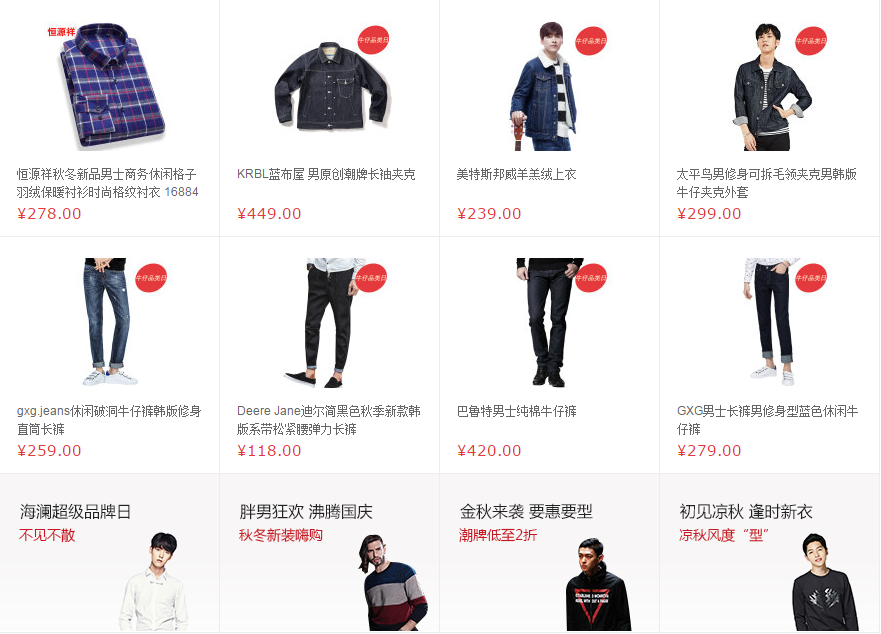 恒源祥
牛仔品类日
牛仔品类日
牛仔品类日
恒源祥秋冬新品男士商务休闲格子
羽绒保暖衬衫时尚格纹衬衣 16884
¥278.00
KRBL蓝布屋 男原创潮牌长袖夹克
¥449.00
美特斯邦威羊羔绒上衣
¥239.00
太平鸟男修身可拆毛领夹克男韩版
牛仔夹克外套
¥299.00
牛仔品类日
牛仔品类日
牛仔品类日
牛仔品类日
gxg.jeans休闲破洞牛仔裤韩版修身
直筒长裤
¥259.00
Deere Jane迪尔简黑色秋季新款韩
版系带松紧腰弹力长裤
¥118.00
巴鲁特男士纯棉牛仔裤
¥420.00
GXG男士长裤男修身型蓝色休闲牛
仔裤
¥279.00
海澜超级品牌日
不见不散
胖男狂欢 沸腾国庆
秋冬新装嗨购
金秋来袭 要惠要型
潮牌低至2折
初见凉秋 逢时新衣
凉秋风度“型”